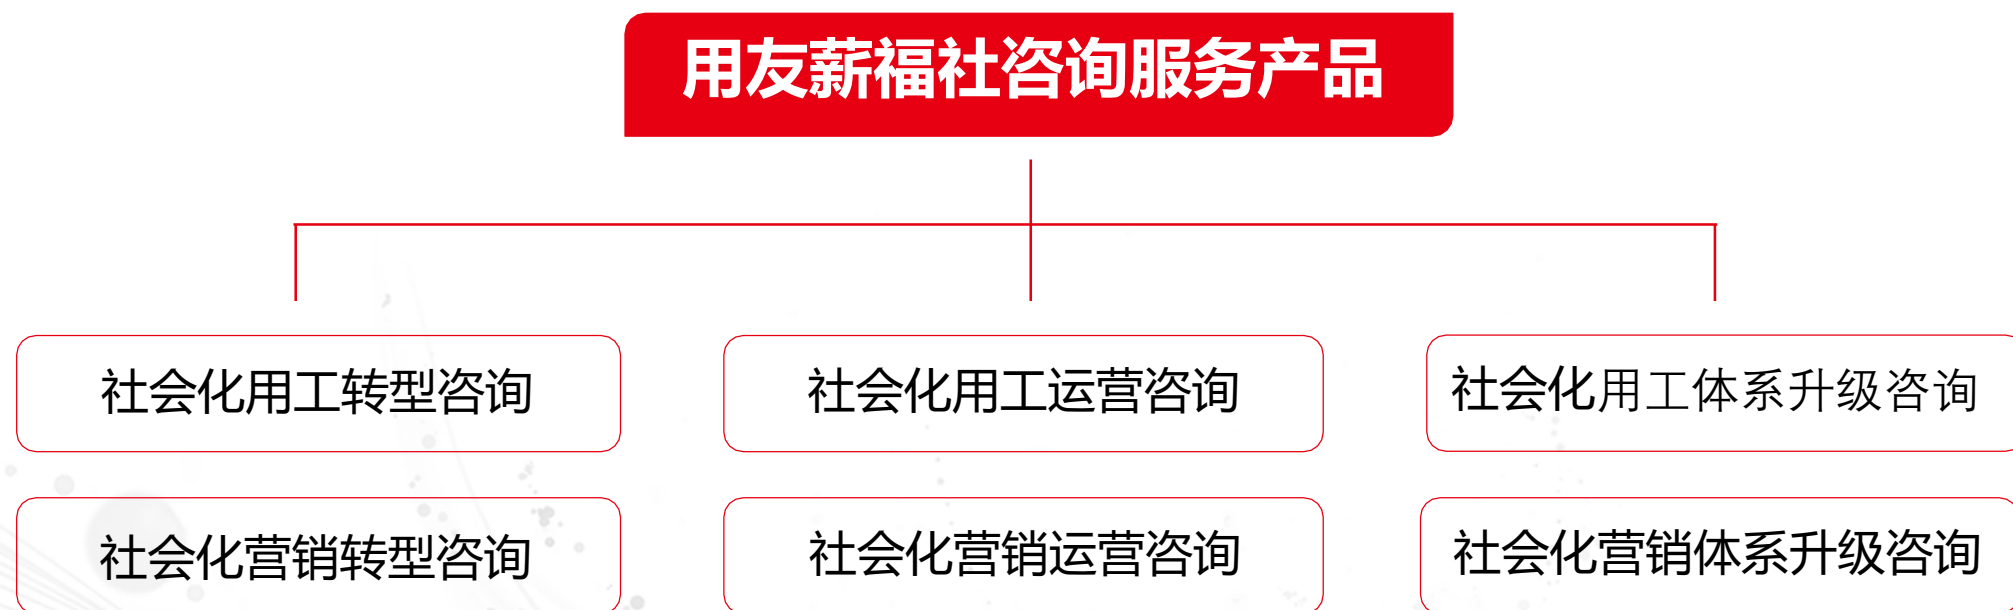 用友薪福社咨询服务产品
社会化用工转型咨询
社会化用工运营咨询
社会化用工体系升级咨询
社会化营销转型咨询
社会化营销运营咨询
社会化营销体系升级咨询